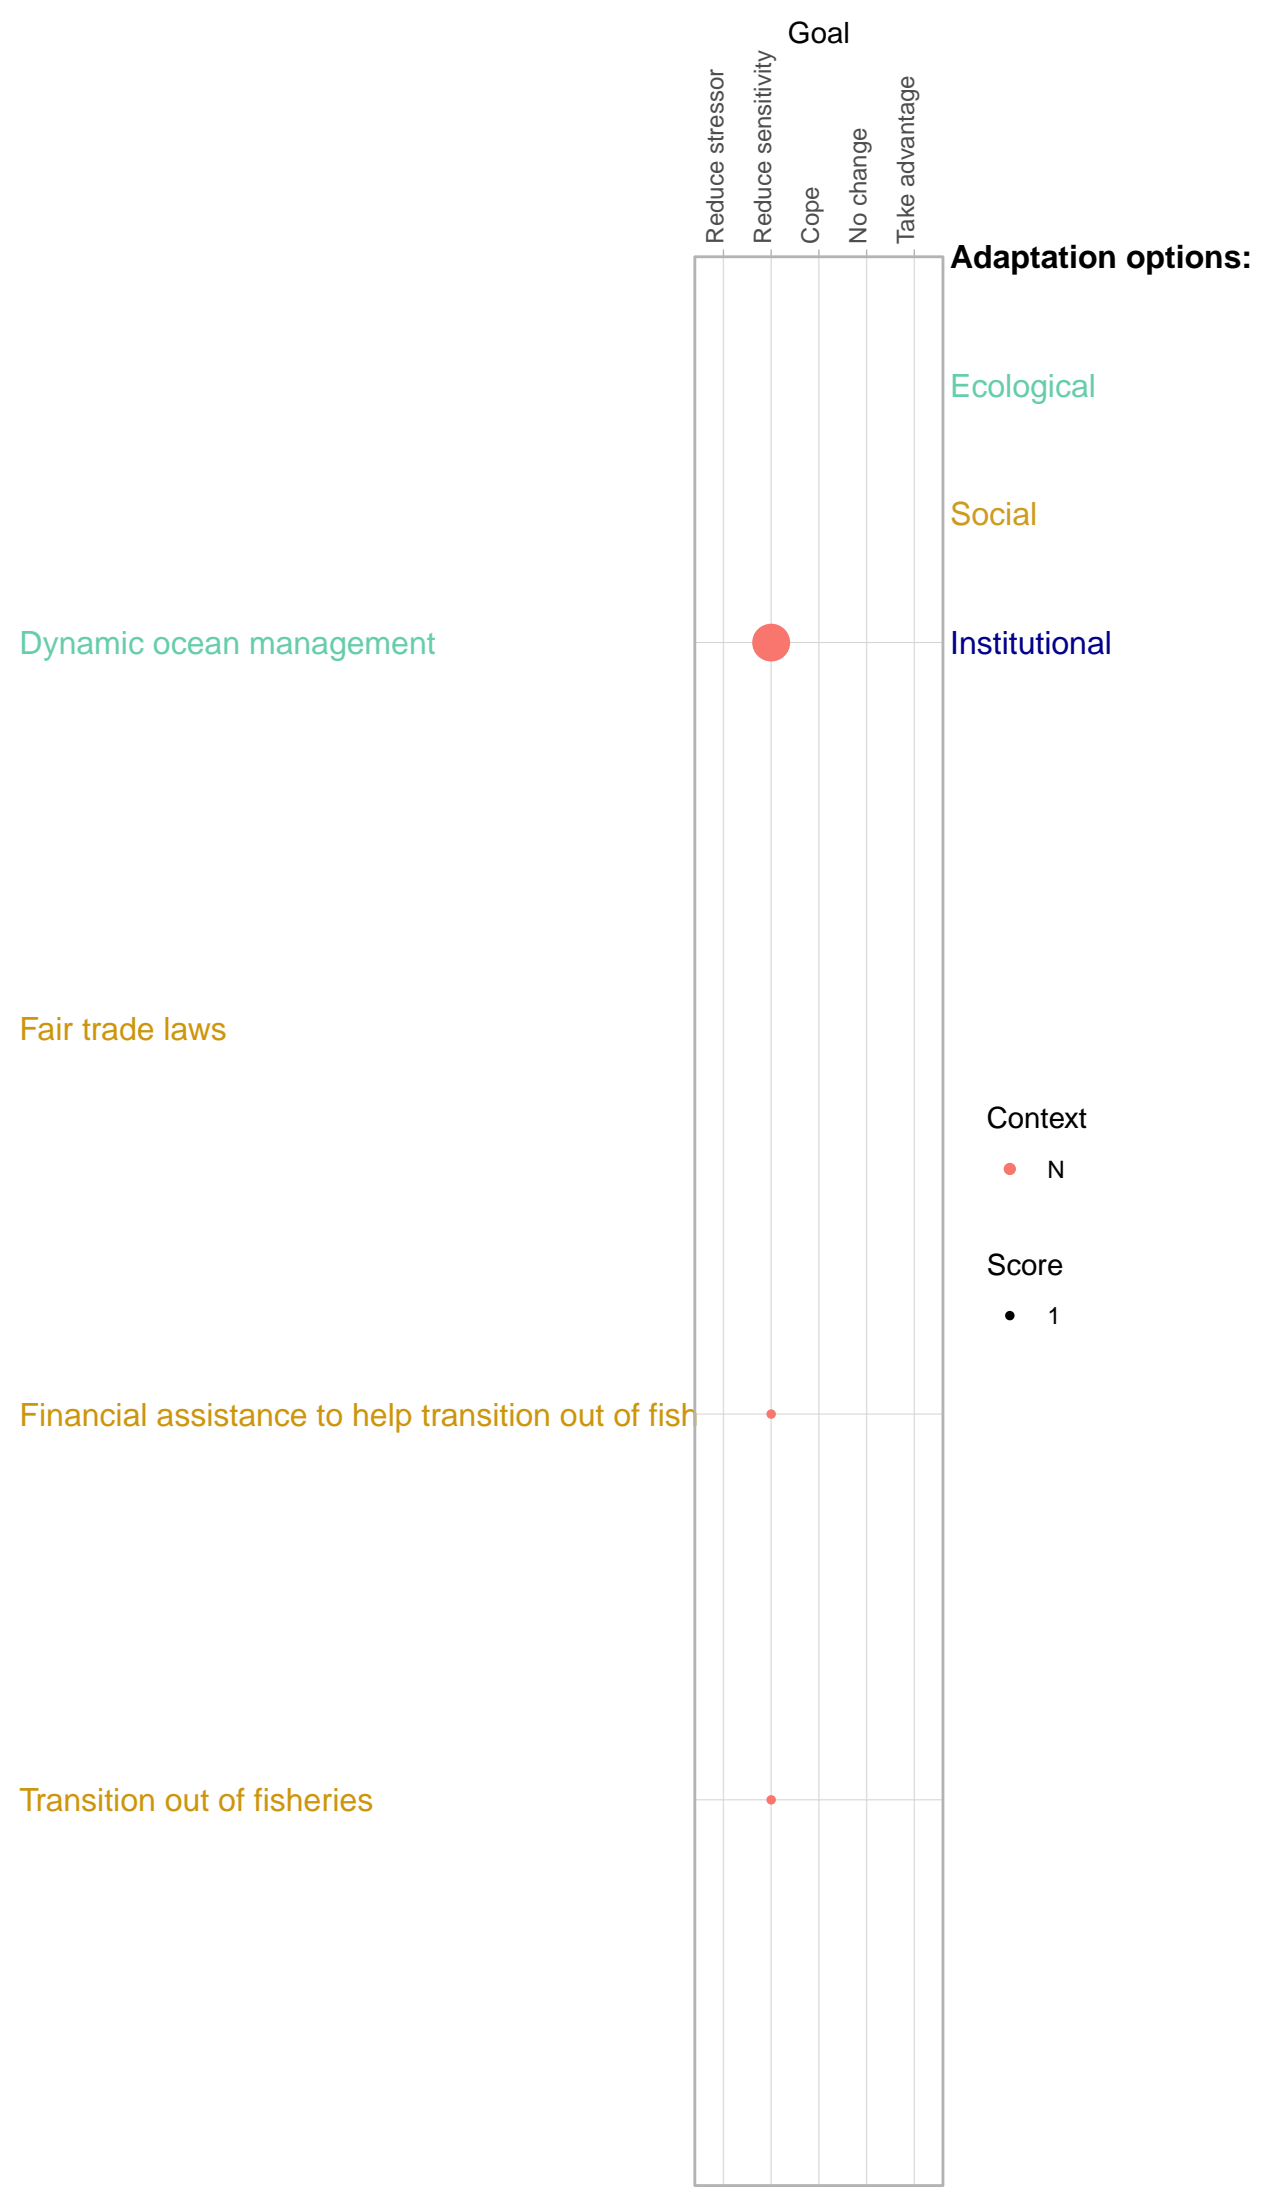 Goal
Reduce stressor
Reduce sensitivity
Cope
No change
Take advantage
Adaptation options:
Ecological
Social
Dynamic ocean management
Institutional
Fair trade laws
Context
N
Score
1
Financial assistance to help transition out of fish
Transition out of fisheries